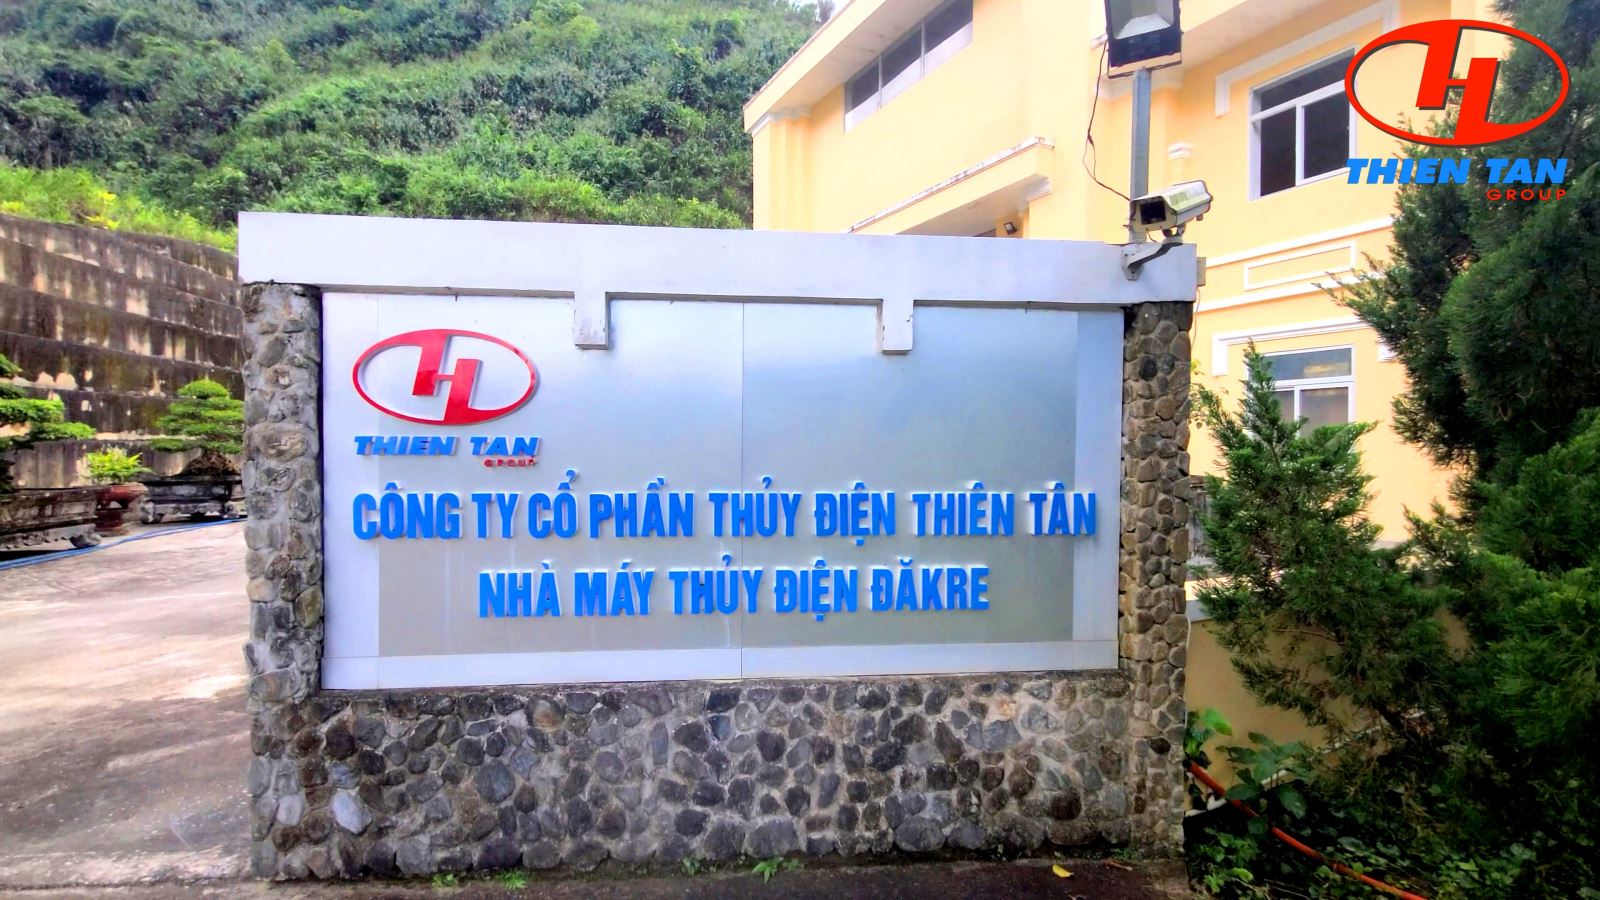 THIEN TAN
GROUP
THIEN TAN
GROUP
CÔNG TY CỔ PHẦN THỦY ĐIỆN THIÊN TÂN
NHÀ MÁY THỦY ĐIỆN ĐĂKRE